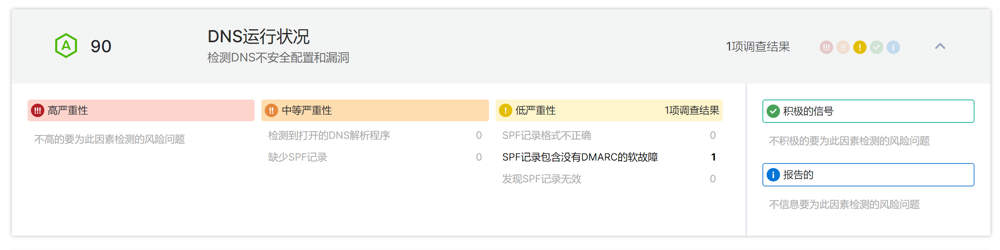 A 90
DNS运行状况
检测DNS不安全配置和漏洞
1项调查结果
高严重性
不高的要为此因素检测的风险问题
中等严重性
检测到打开的DNS解析程序 0
缺少SPF记录 0
低严重性 1项调查结果
SPF记录格式不正确 0
SPF记录包含没有DMARC的软故障 1
发现SPF记录无效 0
积极的信号
不积极的要为此因素检测的风险问题
报告的
不信息要为此因素检测的风险问题